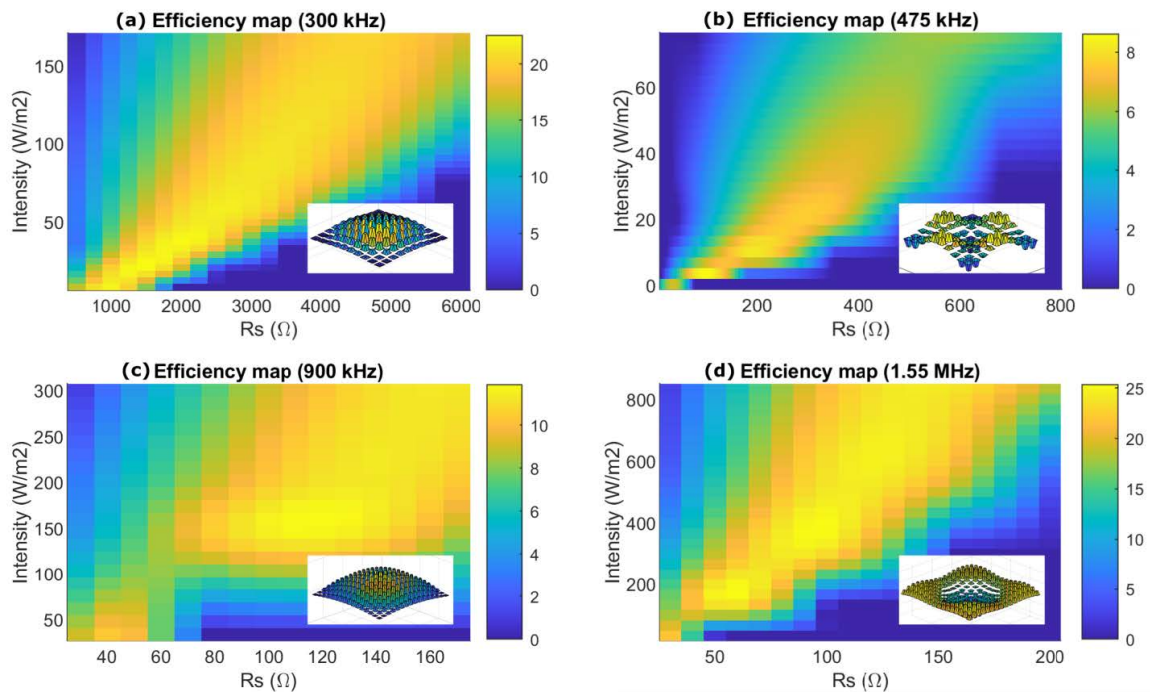 (a) Efficiency map (300 kHz)
Intensity (W/m2)
150
100
50
1000 2000 3000 4000 5000 6000
Rs (Ω)
20
15
10
5
0
(b) Efficiency map (475 kHz)
Intensity (W/m2)
60
40
20
0
200 400 600 800
Rs (Ω)
8
6
4
2
0
(c) Efficiency map (900 kHz)
Intensity (W/m2)
300
250
200
150
100
50
40 60 80 100 120 140 160
Rs (Ω)
10
8
6
4
2
0
(d) Efficiency map (1.55 MHz)
Intensity (W/m2)
800
600
400
200
50 100 150 200
Rs (Ω)
25
20
15
10
5
0